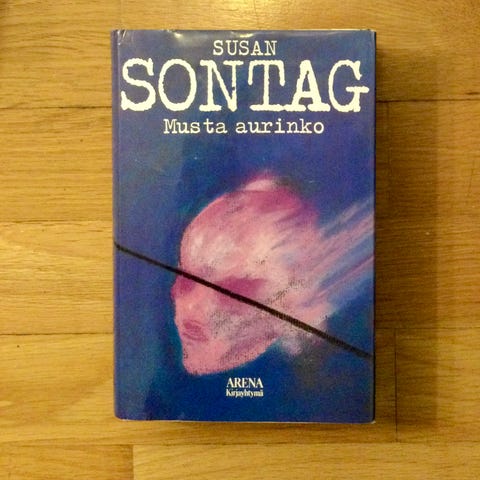 SUSAN
SONTAG
Musta aurinko
ARENA
Kirjayhtymä